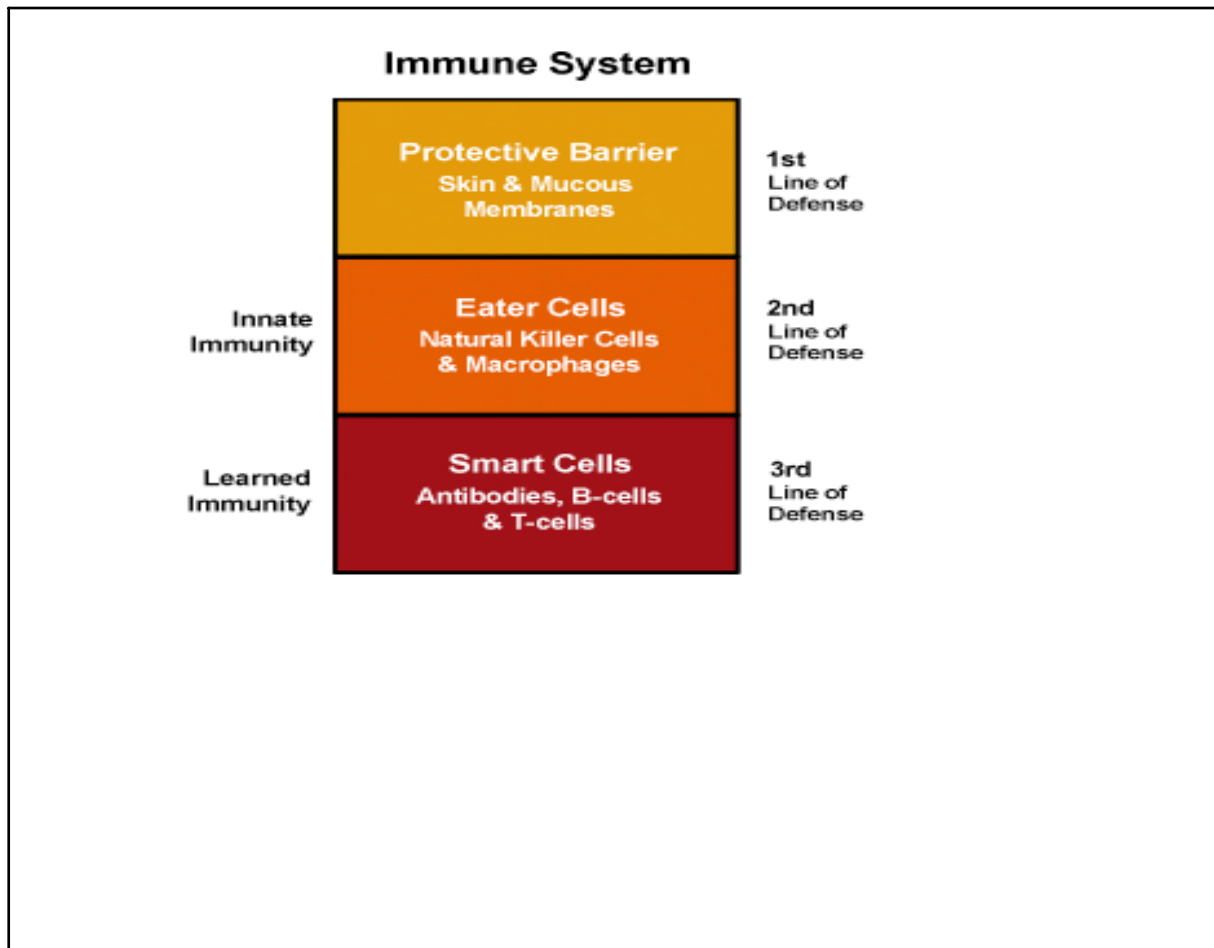 Immune System
Protective Barrier
Skin & Mucous
Membranes
1st
Line of
Defense
Innate
Immunity
Eater Cells
Natural Killer Cells
& Macrophages
2nd
Line of
Defense
Learned
Immunity
Smart Cells
Antibodies, B-cells
& T-cells
3rd
Line of
Defense